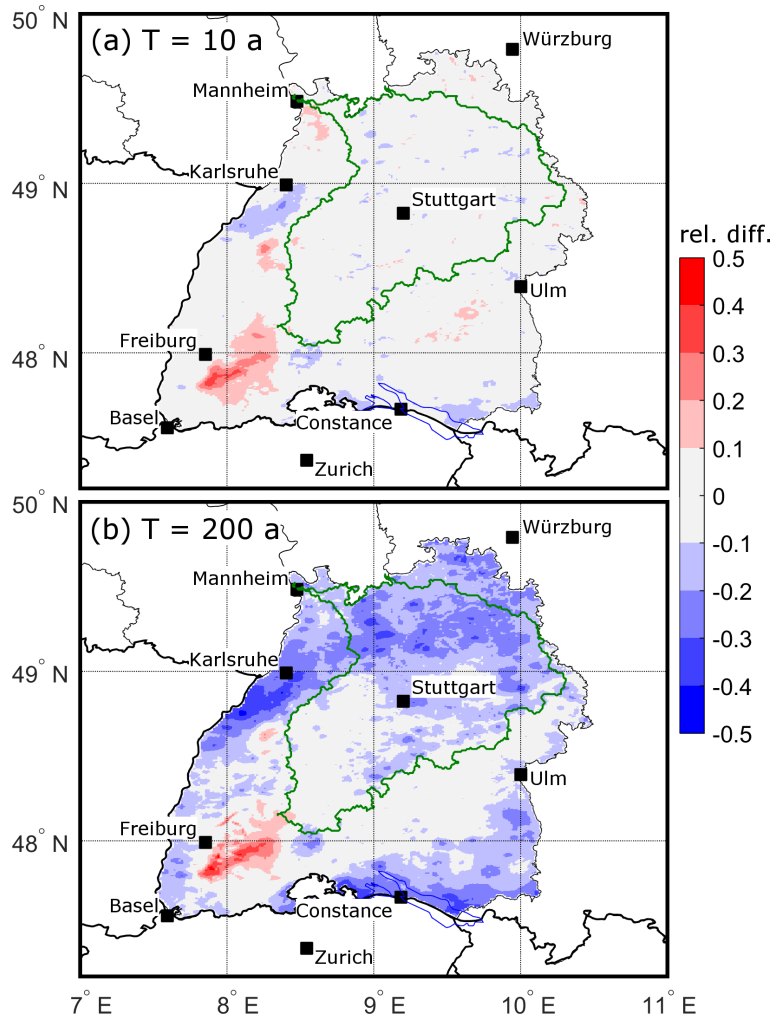 50° N
(a) T = 10 a
Würzburg
Mannheim
Karlsruhe
49° N
Stuttgart
rel. diff.
0.5
0.4
0.3
0.2
0.1
0
-0.1
-0.2
-0.3
-0.4
-0.5
Ulm
Freiburg
48° N
Basel
Constance
Zurich
50° N
(b) T = 200 a
Würzburg
Mannheim
Karlsruhe
49° N
Stuttgart
Ulm
Freiburg
48° N
Basel
Constance
Zurich
7° E
8° E
9° E
10° E
11° E